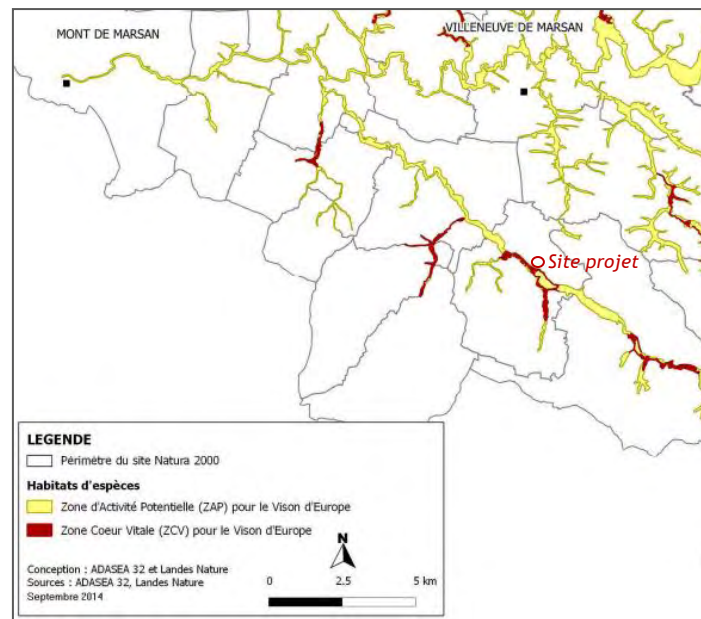 MONT DE MARSAN
VILLENEUVE DE MARSAN
Site projet
LEGENDE
Périmètre du site Natura 2000
Habitats d'espèces
Zone d'Activité Potentielle (ZAP) pour le Vison d'Europe
Zone Coeur Vitale (ZCV) pour le Vison d'Europe
Conception : ADASEA 32 et Landes Nature
Sources : ADASEA 32, Landes Nature
Septembre 2014
N
0 2.5 5 km